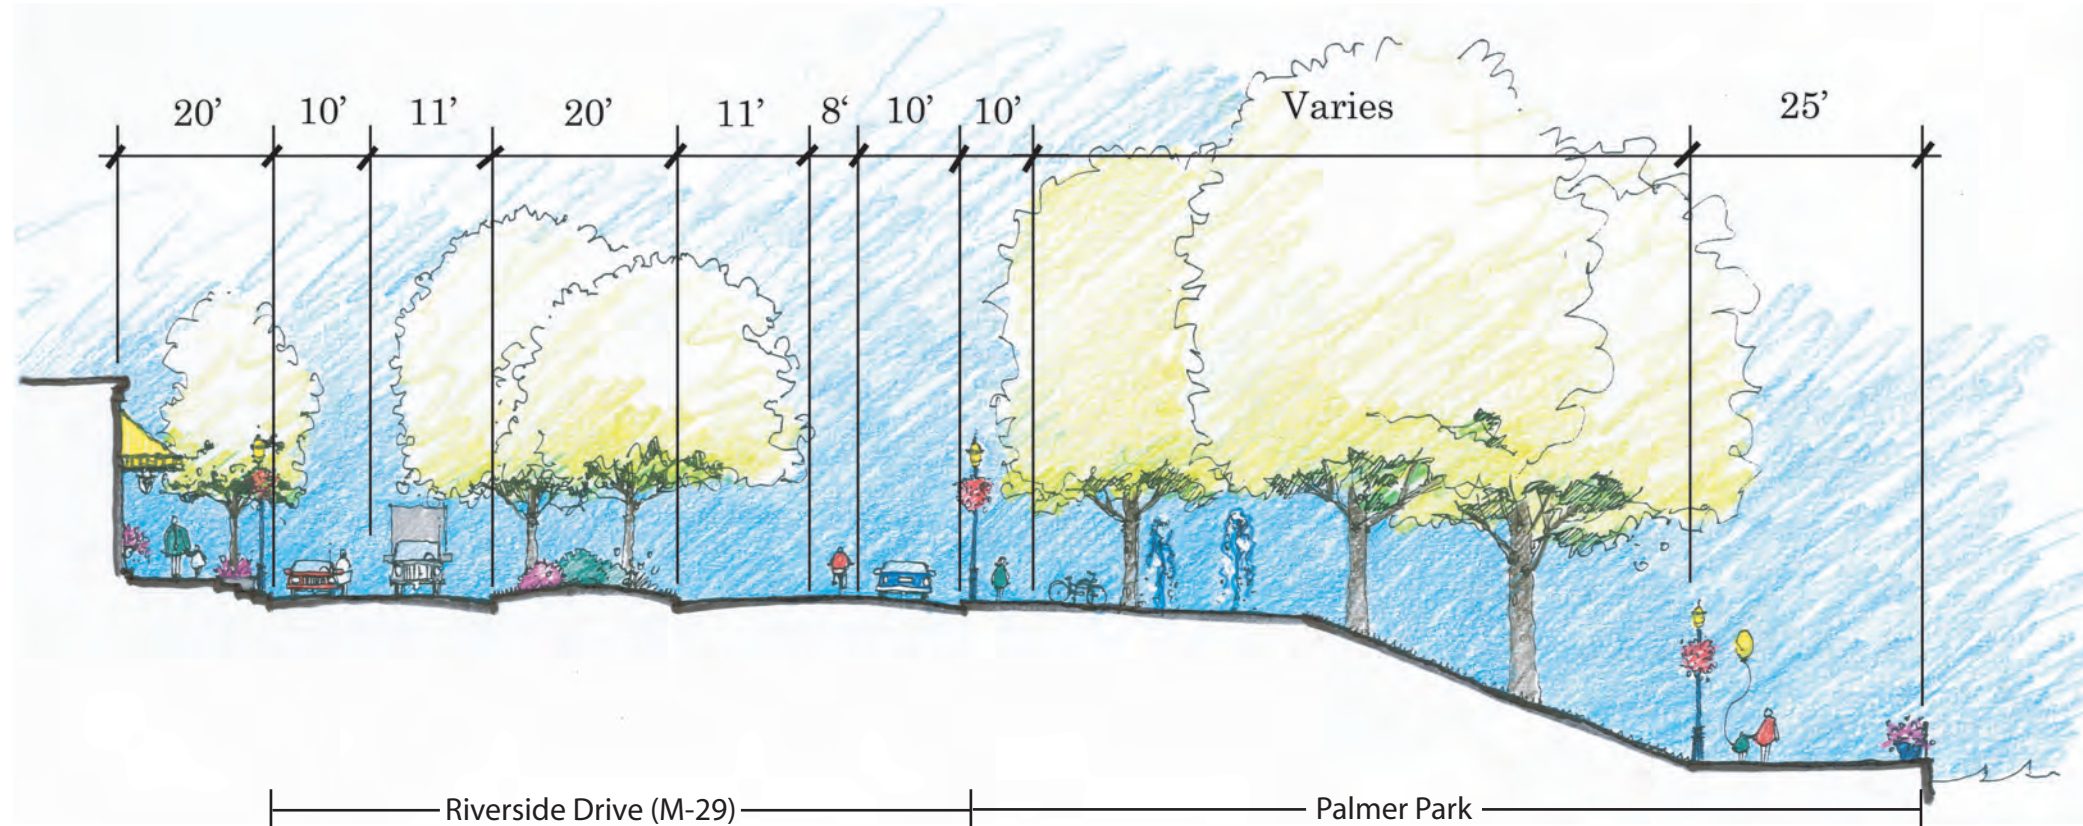 20’ 10’ 11’ 20’ 11’ 8‘ 10’ 10’ Varies 25’
Riverside Drive (M-29) Palmer Park